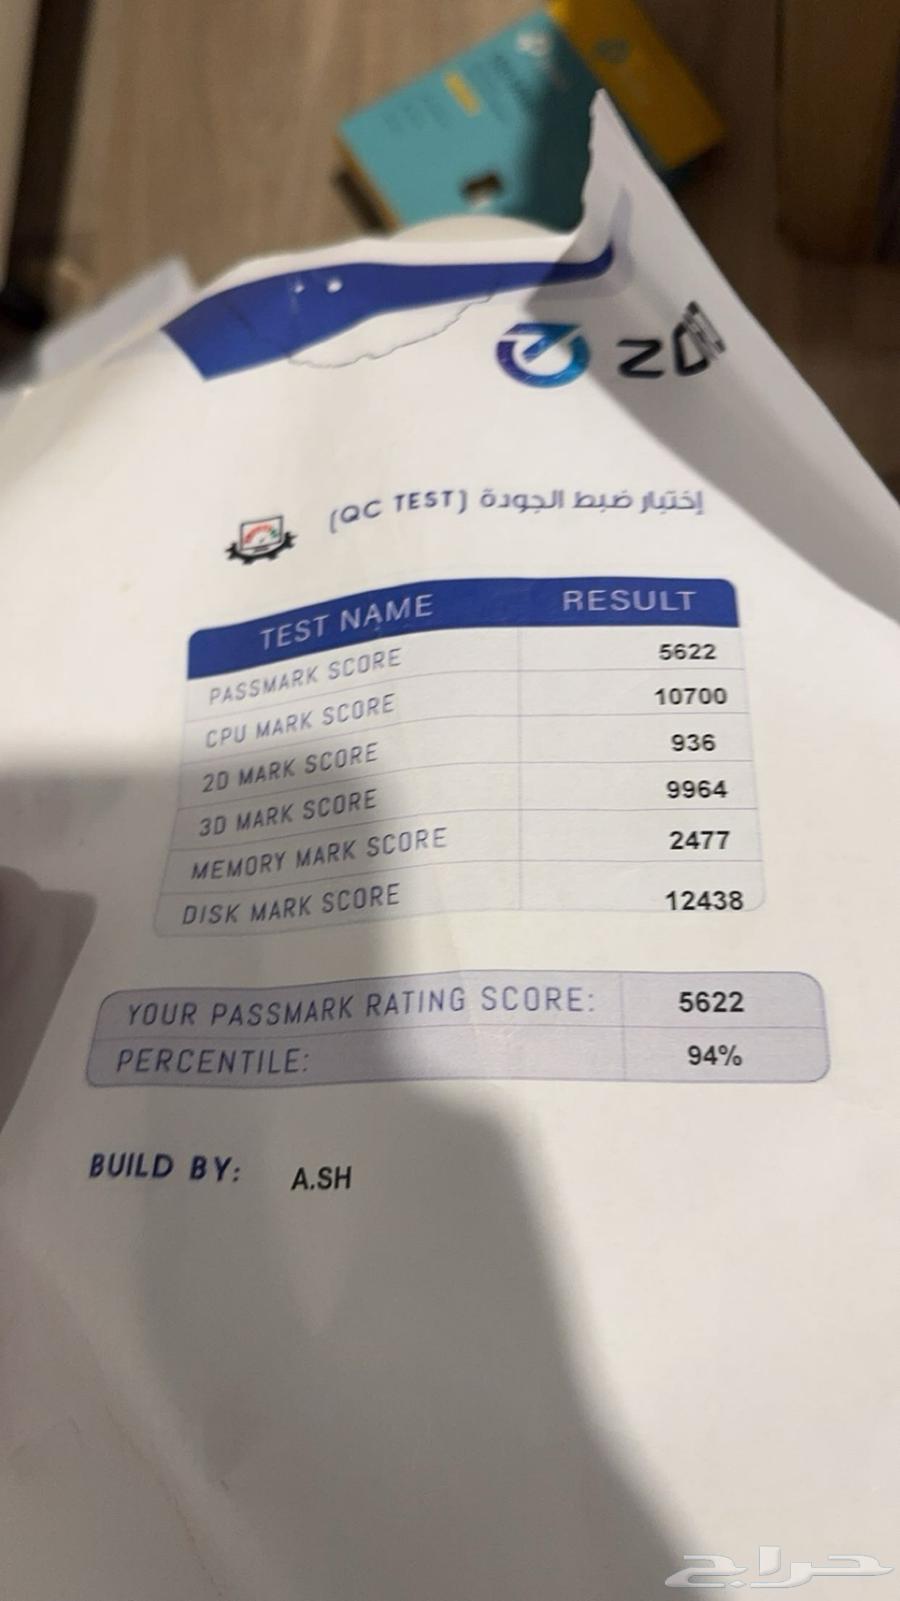 إختبار ضبط الجودة (QC TEST)
TEST NAME RESULT
PASSMARK SCORE 5622
CPU MARK SCORE 10700
2D MARK SCORE 936
3D MARK SCORE 9964
MEMORY MARK SCORE 2477
DISK MARK SCORE 12438
YOUR PASSMARK RATING SCORE: 5622
PERCENTILE: 94%
BUILD BY: A.SH
حراج